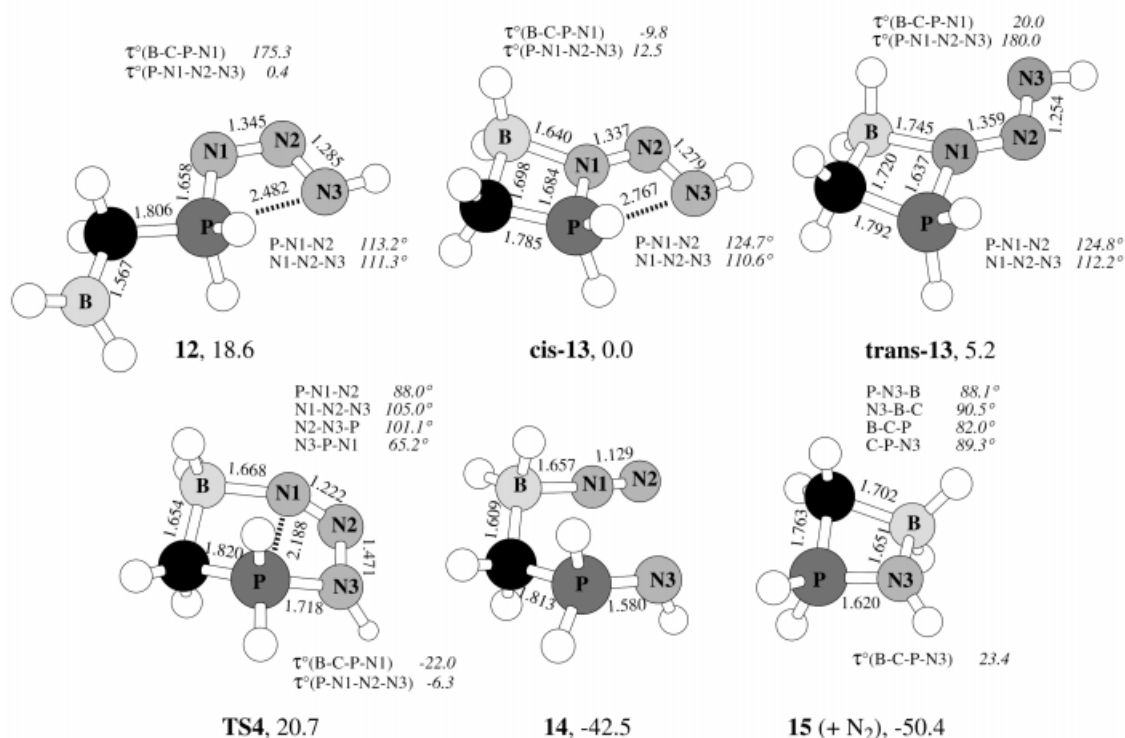 τ°(B-C-P-N1) 175.3
τ°(P-N1-N2-N3) 0.4
1.345
N1
N2
1.285
1.658
2.482
N3
1.806
P
1.567
B
P-N1-N2 113.2°
N1-N2-N3 111.3°
12, 18.6
τ°(B-C-P-N1) -9.8
τ°(P-N1-N2-N3) 12.5
B
1.640
1.337
N2
N1
1.279
1.698
1.684
2.767
N3
P
1.785
P-N1-N2 124.7°
N1-N2-N3 110.6°
cis-13, 0.0
τ°(B-C-P-N1) 20.0
τ°(P-N1-N2-N3) 180.0
N3
1.254
B
1.745
1.359
N2
N1
1.720
1.637
P
1.792
P-N1-N2 124.8°
N1-N2-N3 112.2°
trans-13, 5.2
P-N1-N2 88.0°
N1-N2-N3 105.0°
N2-N3-P 101.1°
N3-P-N1 65.2°
B
1.668
N1
1.222
N2
1.654
2.188
1.471
1.820
P
N3
1.718
τ°(B-C-P-N1) -22.0
τ°(P-N1-N2-N3) -6.3
TS4, 20.7
B
1.657
1.129
N1
N2
1.609
P
N3
1.813
1.580
14, -42.5
P-N3-B 88.1°
N3-B-C 90.5°
B-C-P 82.0°
C-P-N3 89.3°
1.702
B
1.763
1.651
P
N3
1.620
τ°(B-C-P-N3) 23.4
15 (+ N₂), -50.4